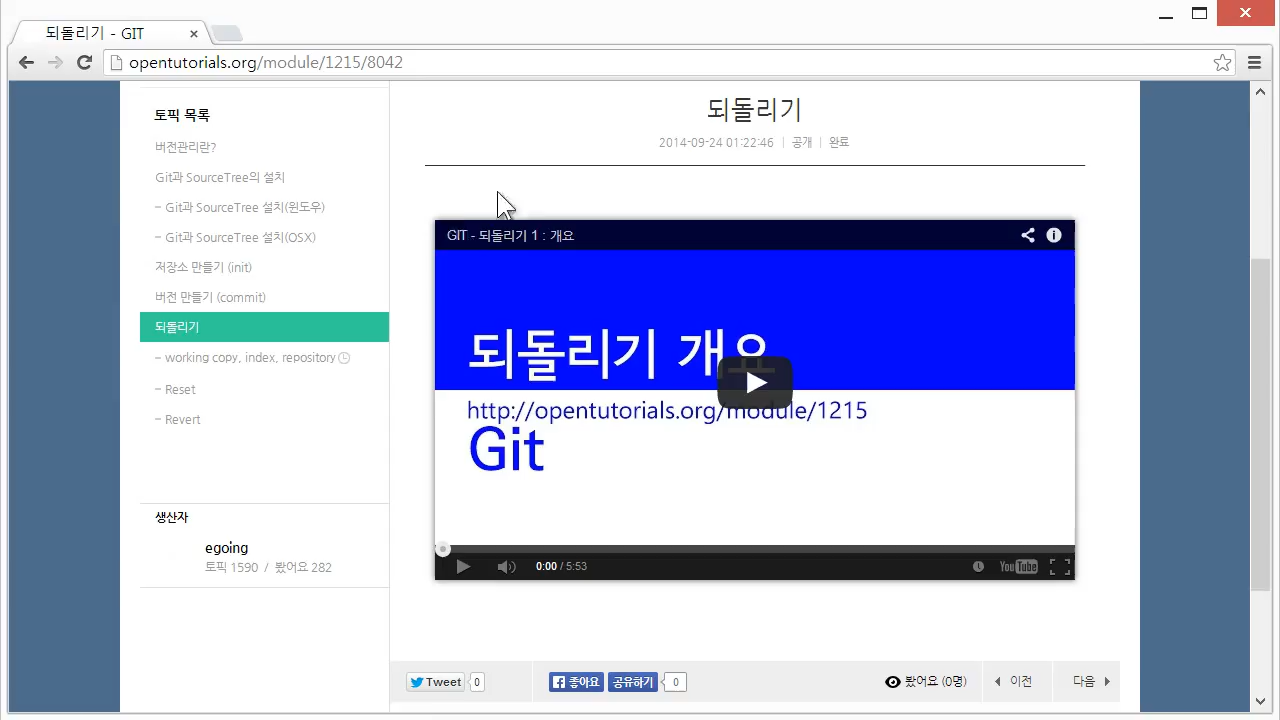 되돌리기 - GIT
opentutorials.org/module/1215/8042
토픽 목록
버전관리란?
Git과 SourceTree의 설치
- Git과 SourceTree 설치(윈도우)
- Git과 SourceTree 설치(OSX)
저장소 만들기 (init)
버전 만들기 (commit)
되돌리기
- working copy, index, repository
- Reset
- Revert
생산자
egoing
토픽 1590 / 봤어요 282
되돌리기
2014-09-24 01:22:46 | 공개 | 완료
GIT - 되돌리기 1 : 개요
되돌리기 개요
http://opentutorials.org/module/1215
Git
0:00 / 5:53
YouTube
Tweet 0
좋아요 공유하기 0
봤어요 (0명)
이전
다음